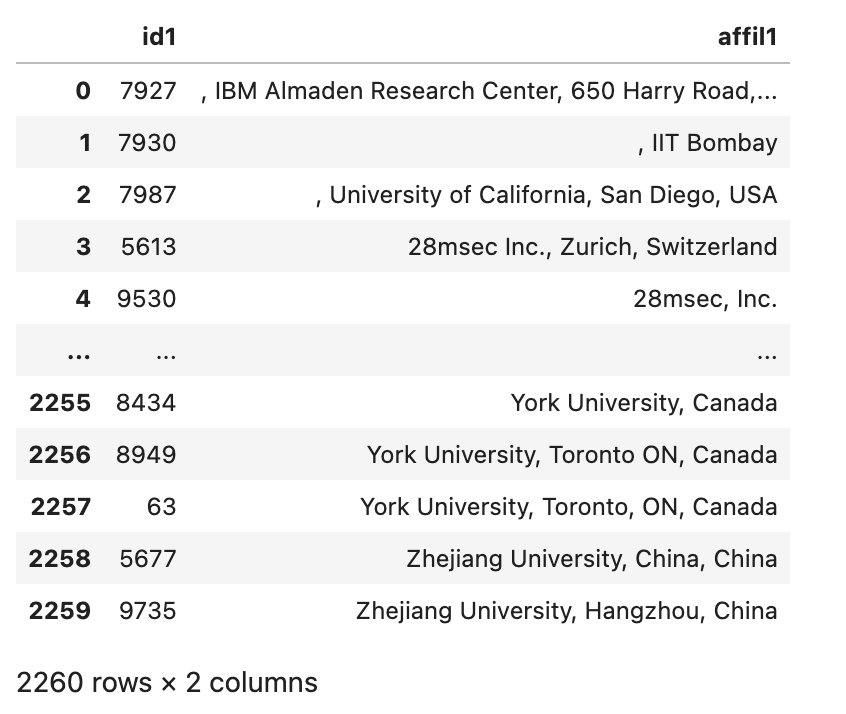 id1 affil1
0 7927 , IBM Almaden Research Center, 650 Harry Road,...
1 7930 , IIT Bombay
2 7987 , University of California, San Diego, USA
3 5613 28msec Inc., Zurich, Switzerland
4 9530 28msec, Inc.
... ... ...
2255 8434 York University, Canada
2256 8949 York University, Toronto ON, Canada
2257 63 York University, Toronto, ON, Canada
2258 5677 Zhejiang University, China, China
2259 9735 Zhejiang University, Hangzhou, China
2260 rows × 2 columns